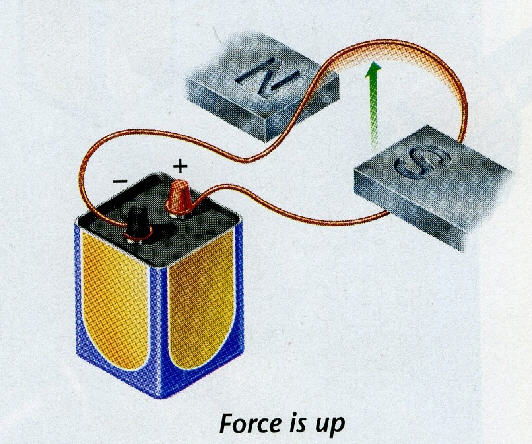 N
S
− +
Force is up